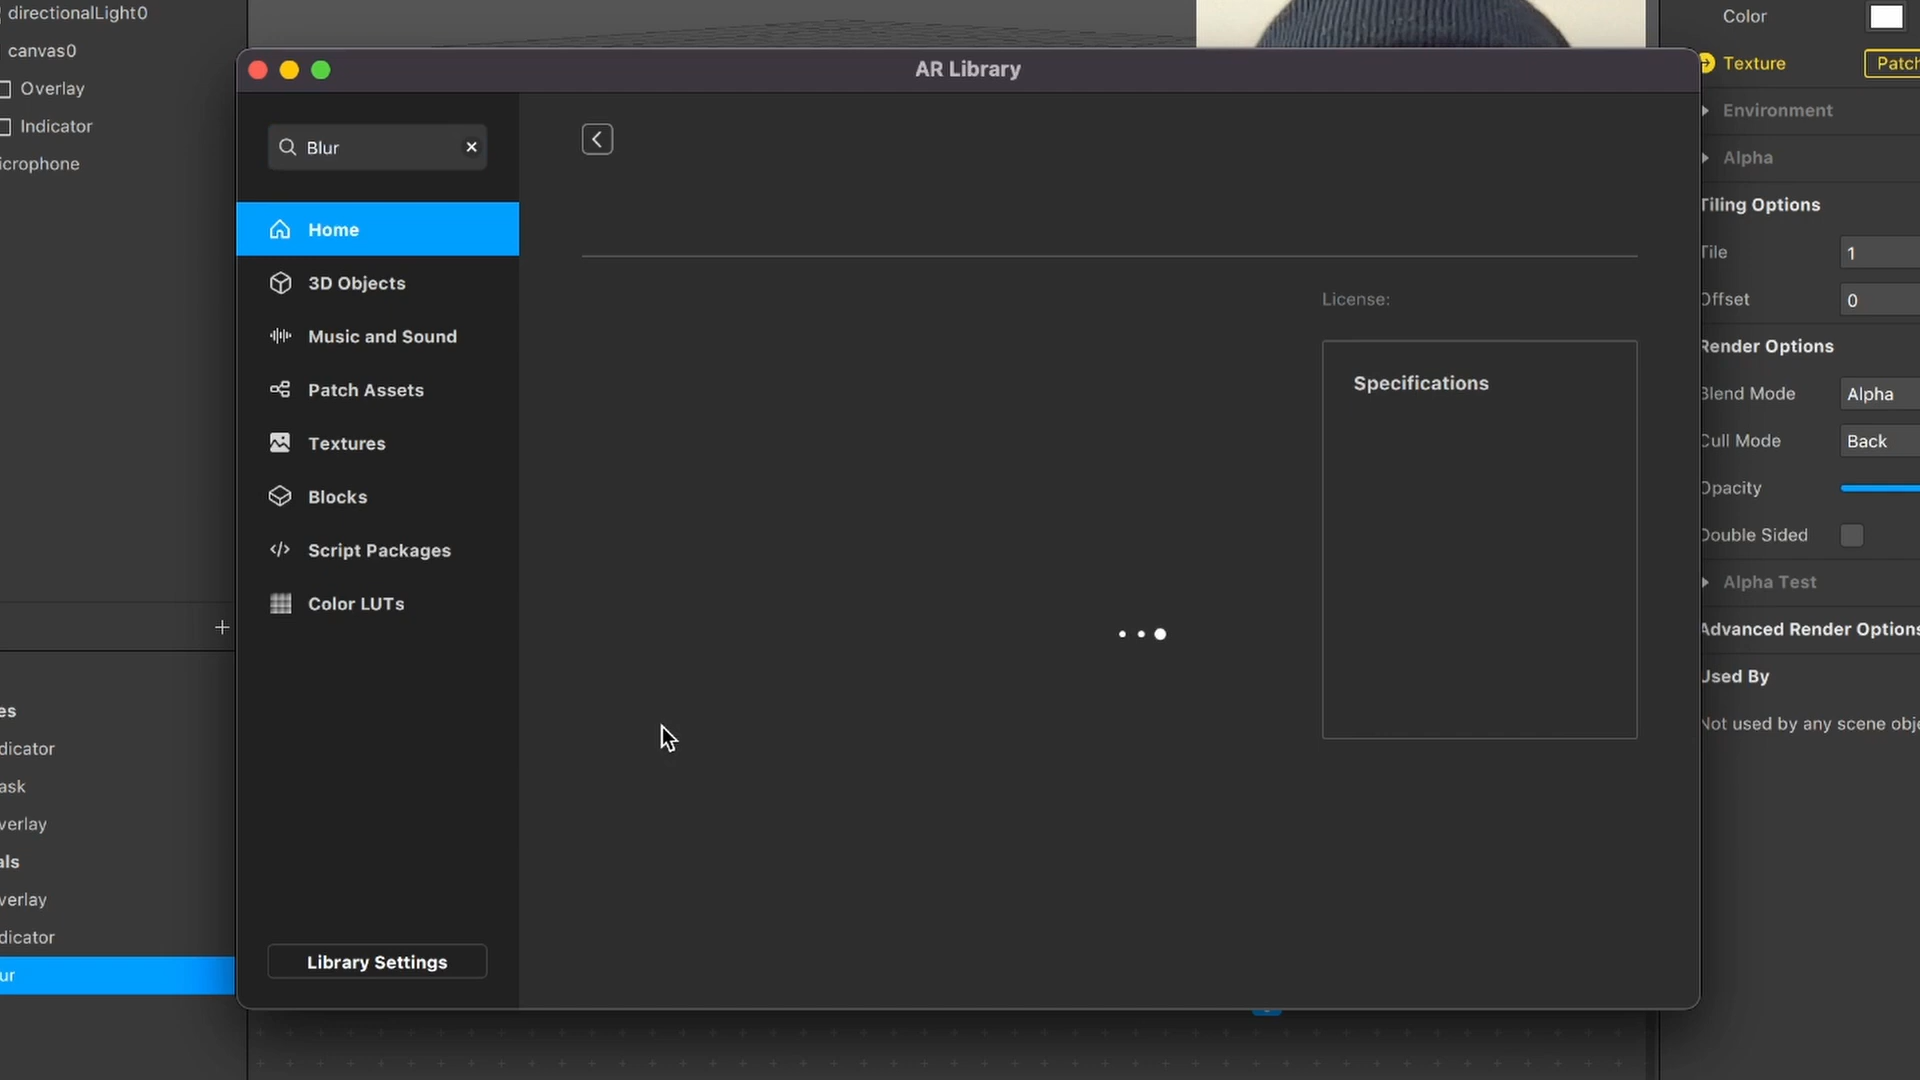 directionalLight0
canvas0
Overlay
Indicator
icrophone
es
dicator
ask
verlay
als
verlay
dicator
ur
AR Library
Blur
Home
3D Objects
Music and Sound
Patch Assets
Textures
Blocks
Script Packages
Color LUTs
Library Settings
License:
Specifications
Color
Texture
Patch
Environment
Alpha
Tiling Options
Tile
1
Offset
0
Render Options
Blend Mode
Alpha
Cull Mode
Back
Opacity
Double Sided
Alpha Test
Advanced Render Options
Used By
Not used by any scene obje